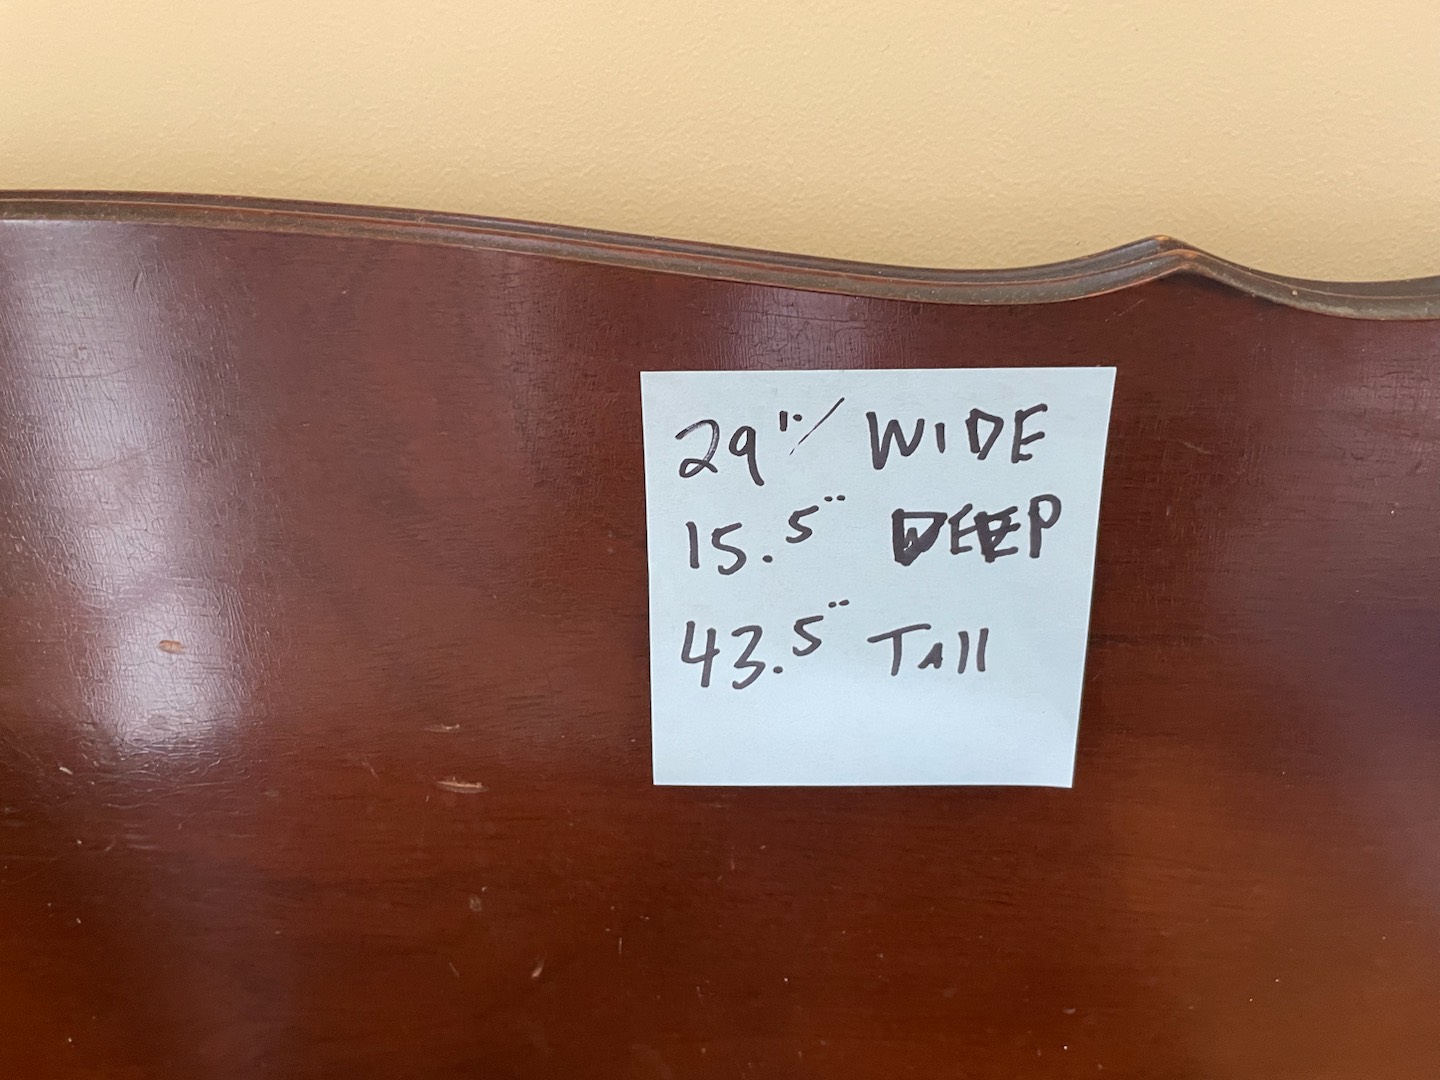 29" WIDE
15.5" DEEP
43.5" Tall